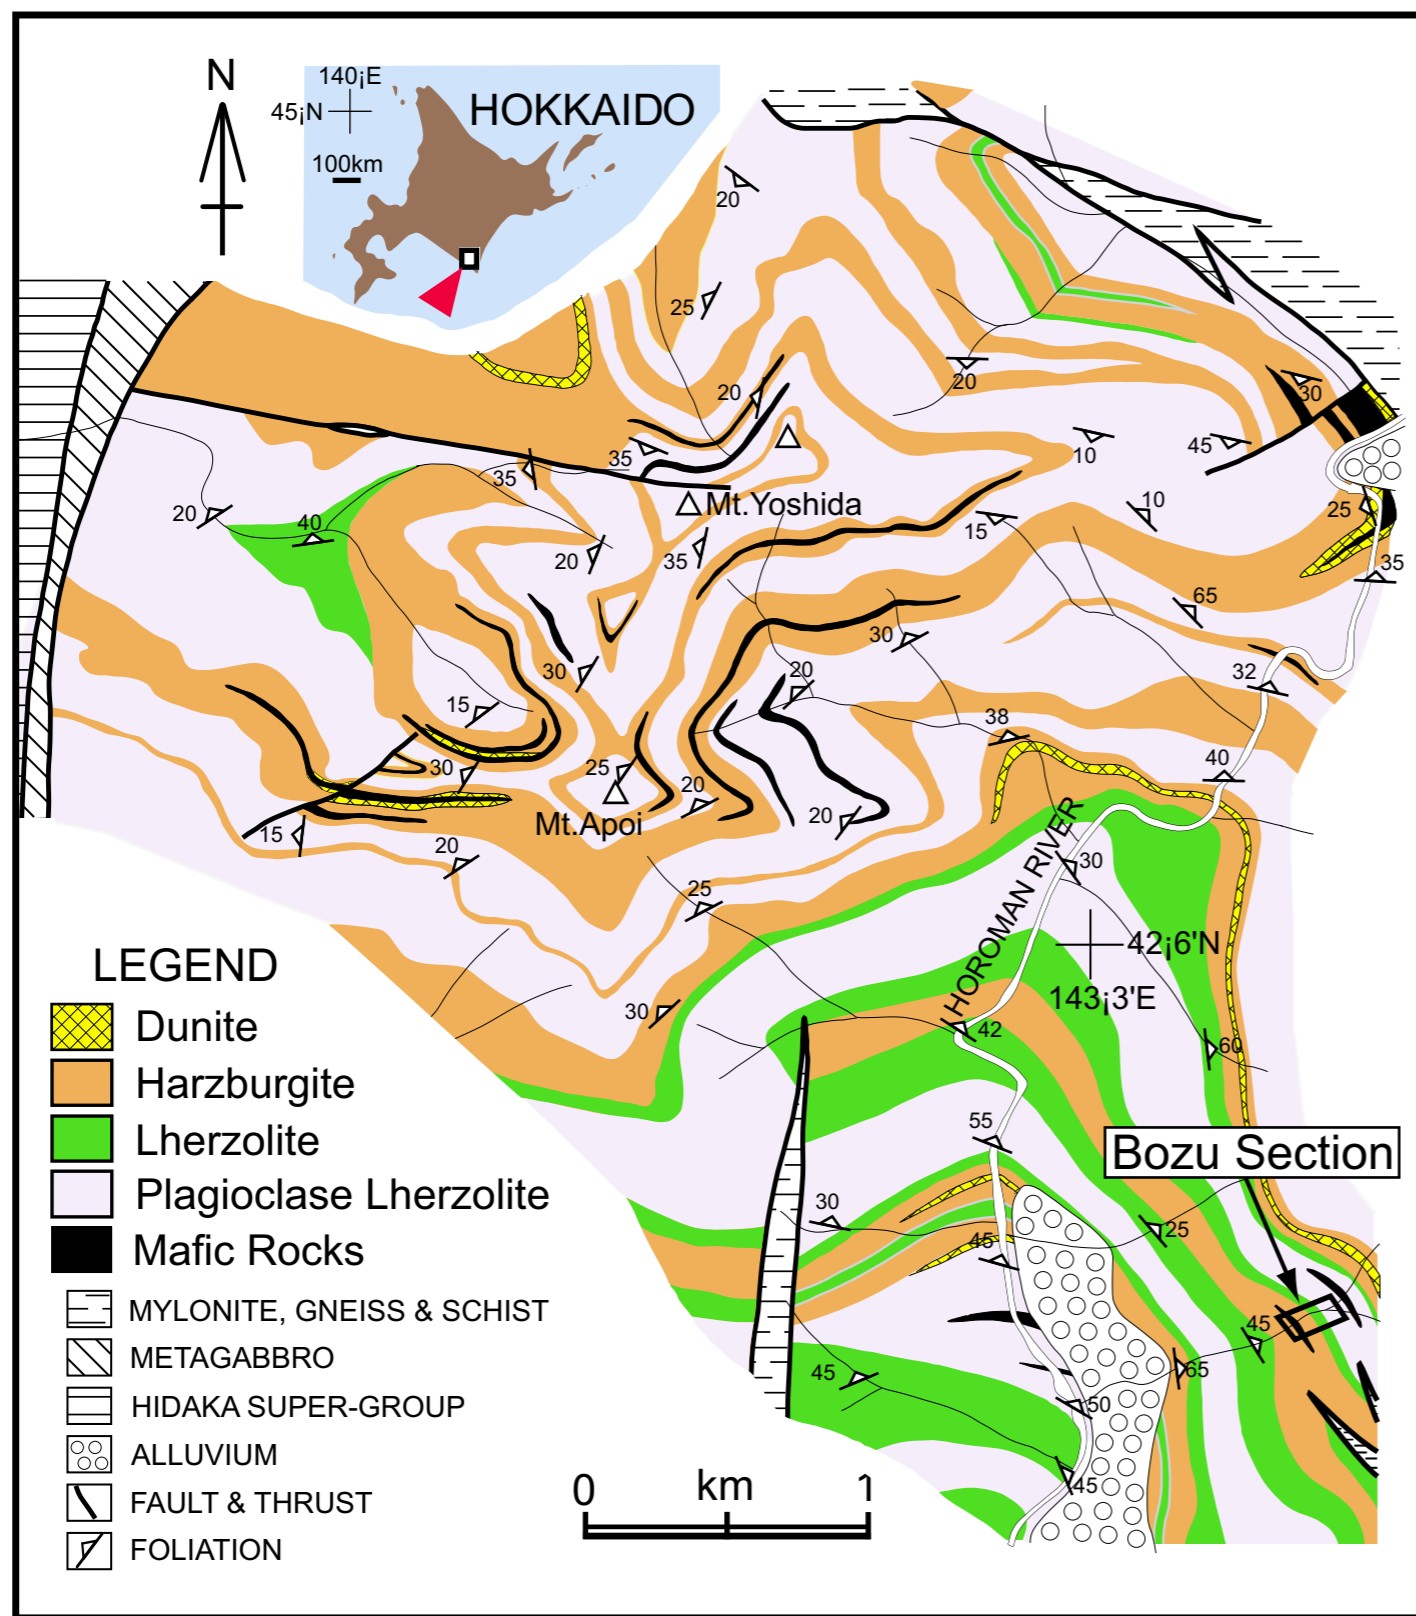 N
140¡E
45¡N
HOKKAIDO
100km
20
25
20
20
30
35
35
10
45
20
40
Mt.Yoshida
15
10
25
20
35
35
65
30
30
20
32
15
38
30
25
20
20
40
Mt.Apoi
15
20
30
25
HOROMAN RIVER
42¡6'N
143¡3'E
30
42
60
LEGEND
Dunite
Harzburgite
Lherzolite
Plagioclase Lherzolite
Mafic Rocks
MYLONITE, GNEISS & SCHIST
METAGABBRO
HIDAKA SUPER-GROUP
ALLUVIUM
FAULT & THRUST
FOLIATION
55
Bozu Section
30
45
25
45
45
65
50
45
0 km 1